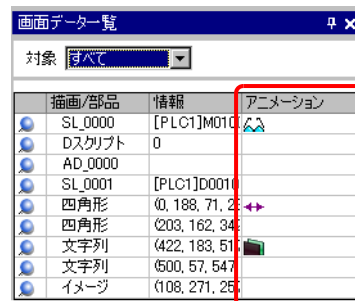 画面データ一覧
対象 すべて
描画/部品 情報 アニメーション
SL_0000 [PLC1]M010
Dスクリプト 0
AD_0000
SL_0001 [PLC1]D0010
四角形 (0, 188, 71, 2
四角形 (203, 162, 34
文字列 (422, 183, 51
文字列 (500, 57, 547
イメージ (108, 271, 25